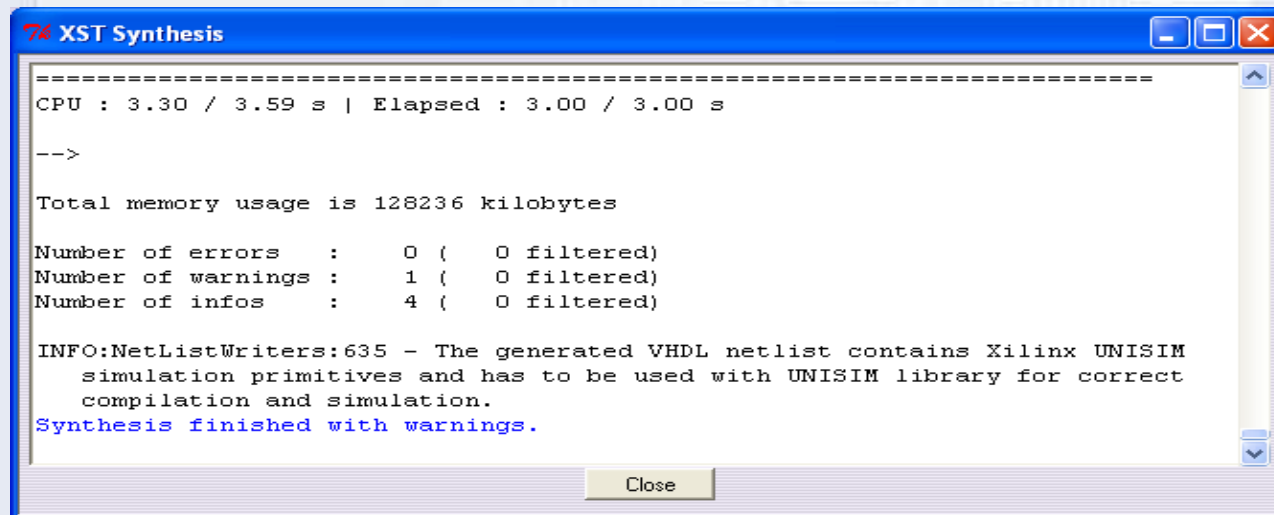 XST Synthesis
=========================================================================
CPU : 3.30 / 3.59 s | Elapsed : 3.00 / 3.00 s
-->
Total memory usage is 128236 kilobytes
Number of errors   :    0 (   0 filtered)
Number of warnings :    1 (   0 filtered)
Number of infos    :    4 (   0 filtered)
INFO:NetListWriters:635 - The generated VHDL netlist contains Xilinx UNISIM
   simulation primitives and has to be used with UNISIM library for correct
   compilation and simulation.
Synthesis finished with warnings.
Close